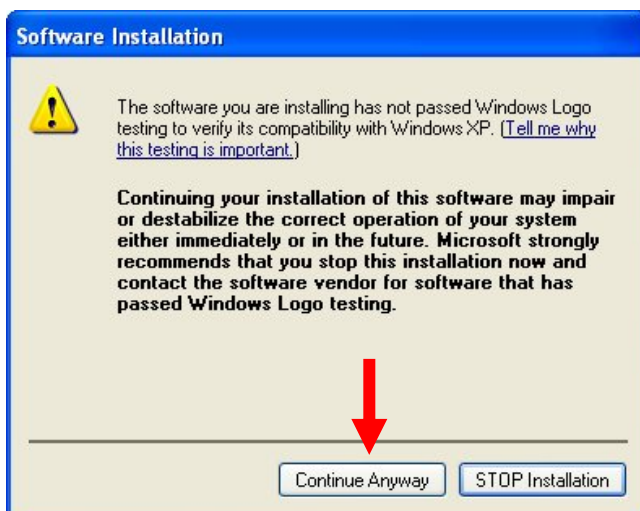 Software Installation
The software you are installing has not passed Windows Logo
testing to verify its compatibility with Windows XP. (Tell me why
this testing is important.)
Continuing your installation of this software may impair
or destabilize the correct operation of your system
either immediately or in the future. Microsoft strongly
recommends that you stop this installation now and
contact the software vendor for software that has
passed Windows Logo testing.
Continue Anyway
STOP Installation